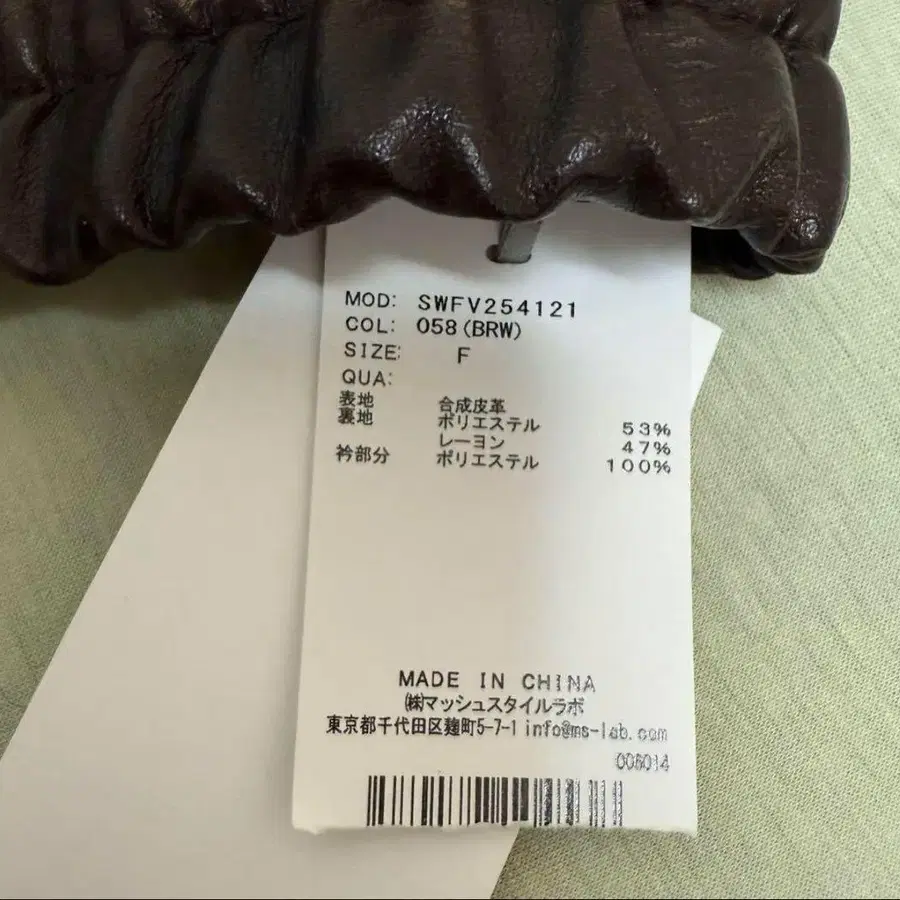 MOD: SWFV254121
COL: 058(BRW)
SIZE: F
QUA:
表地 合成皮革
裏地 ポリエステル 53%
レーヨン 47%
衿部分 ポリエステル 100%
MADE IN CHINA
㈱マッシュスタイルラボ
東京都千代田区麹町5-7-1 info@ms-lab.com
006014